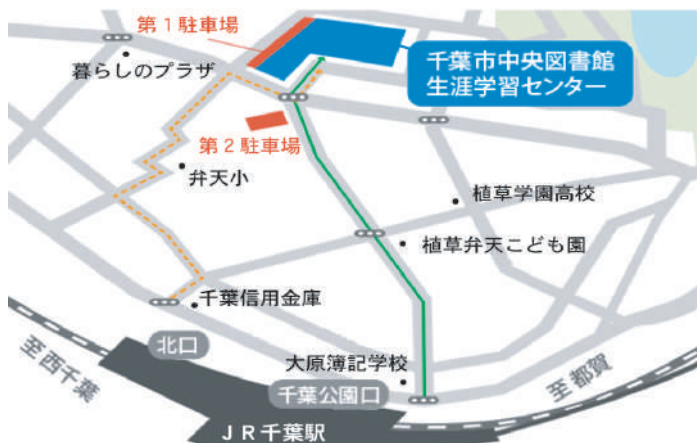 第１駐車場
暮らしのプラザ
千葉市中央図書館
生涯学習センター
第２駐車場
弁天小
植草学園高校
植草弁天こども園
千葉信用金庫
北口
至西千葉
大原簿記学校
千葉公園口
至都賀
ＪＲ千葉駅